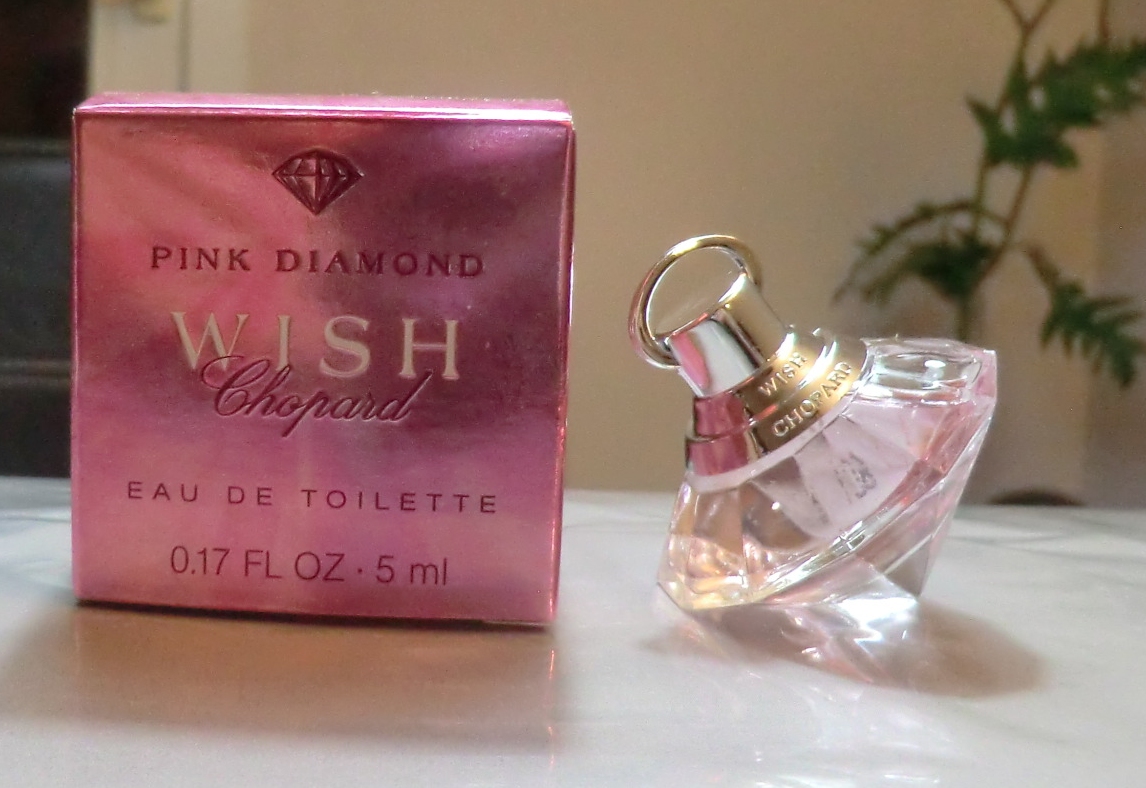 PINK DIAMOND
WISH
Chopard
EAU DE TOILETTE
0.17 FL OZ · 5 ml
WISH
CHOPARD